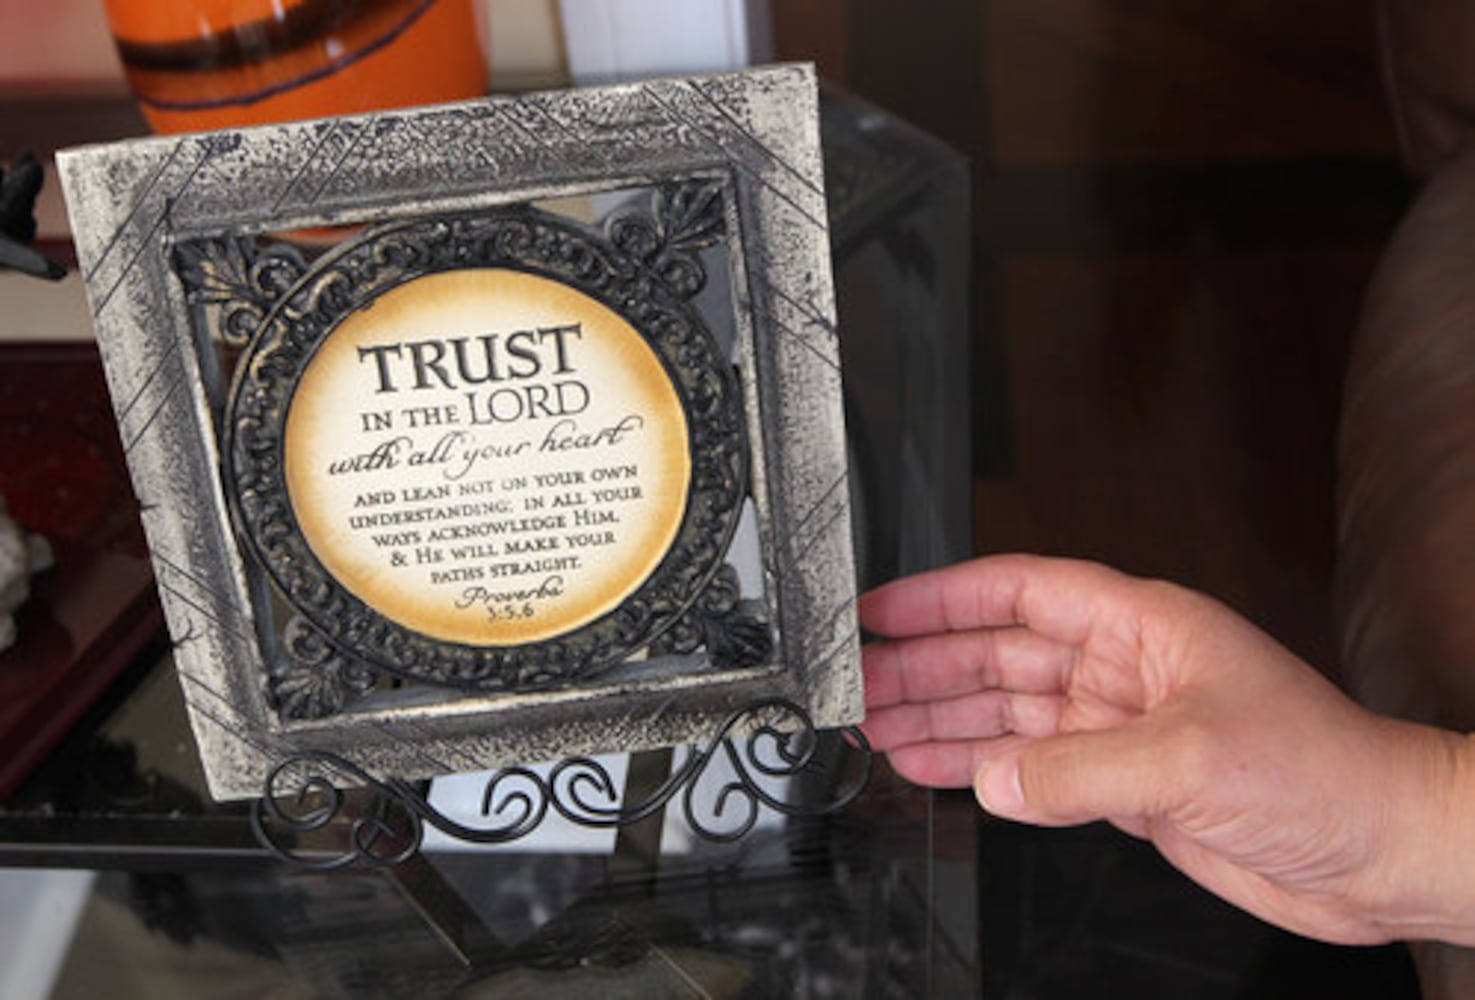 TRUST
IN THE LORD
with all your heart
AND LEAN NOT ON YOUR OWN
UNDERSTANDING; IN ALL YOUR
WAYS ACKNOWLEDGE HIM,
& HE WILL MAKE YOUR
PATHS STRAIGHT.
Proverbs
3:5,6